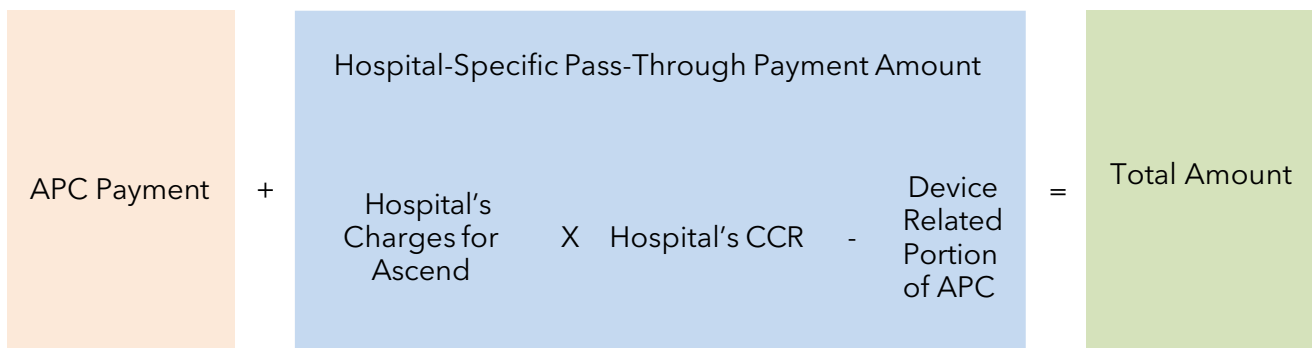 Hospital-Specific Pass-Through Payment Amount
APC Payment
+
Hospital's
Charges for
Ascend
X
Hospital's CCR
-
Device
Related
Portion
of APC
=
Total Amount